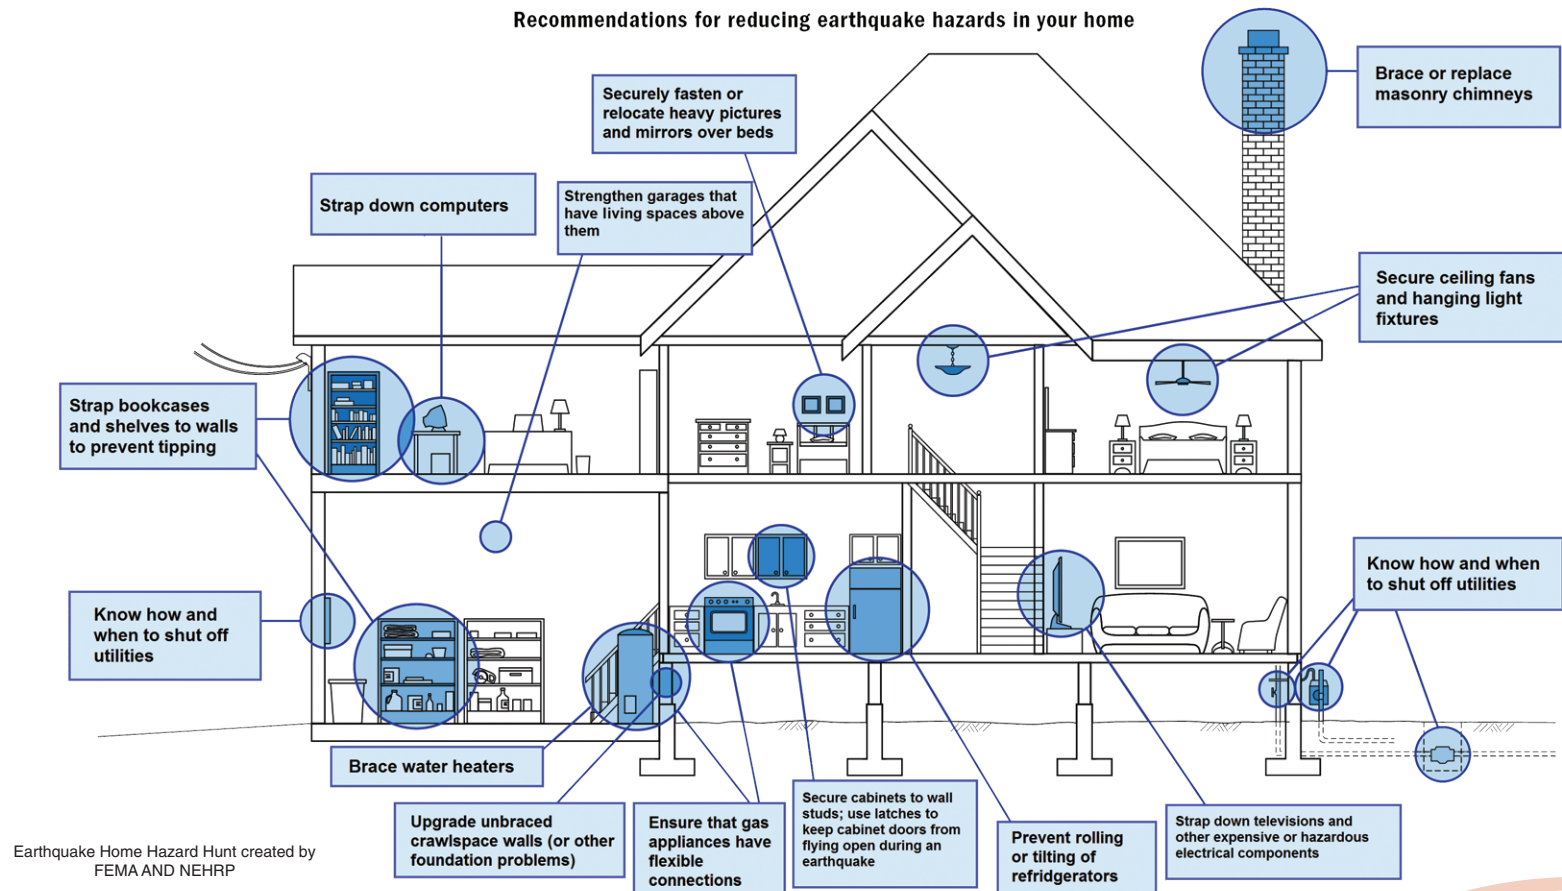 Recommendations for reducing earthquake hazards in your home
Brace or replace
masonry chimneys
Securely fasten or
relocate heavy pictures
and mirrors over beds
Strap down computers
Strengthen garages that
have living spaces above
them
Secure ceiling fans
and hanging light
fixtures
Strap bookcases
and shelves to walls
to prevent tipping
Know how and when
to shut off utilities
Know how and
when to shut off
utilities
Brace water heaters
Upgrade unbraced
crawlspace walls (or other
foundation problems)
Ensure that gas
appliances have
flexible
connections
Secure cabinets to wall
studs; use latches to
keep cabinet doors from
flying open during an
earthquake
Prevent rolling
or tilting of
refridgerators
Strap down televisions and
other expensive or hazardous
electrical components
Earthquake Home Hazard Hunt created by
FEMA AND NEHRP